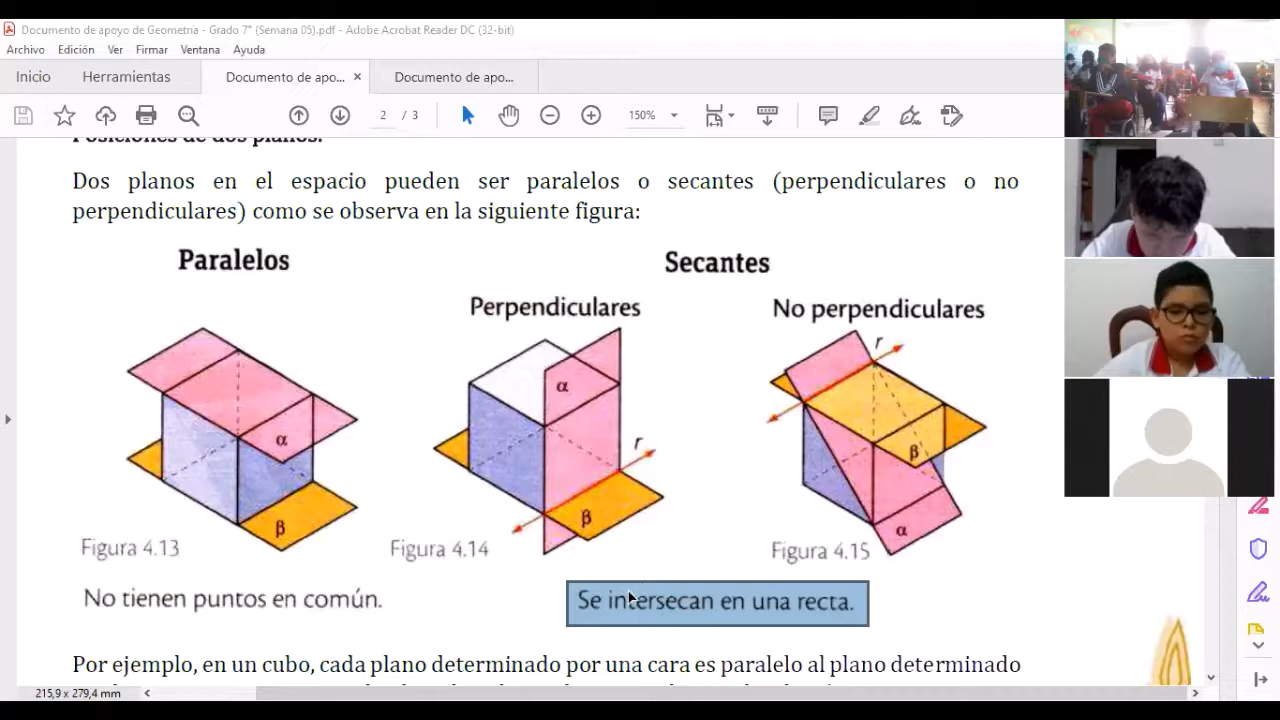 Documento de apoyo de Geometría - Grado 7° (Semana 05).pdf - Adobe Acrobat Reader DC (32-bit)
Archivo Edición Ver Firmar Ventana Ayuda
Inicio Herramientas Documento de apo... × Documento de apo...
2 / 3 150%
Posiciones de dos planos.
Dos planos en el espacio pueden ser paralelos o secantes (perpendiculares o no
perpendiculares) como se observa en la siguiente figura:
Paralelos
Secantes
Perpendiculares
No perpendiculares
α
β
Figura 4.13
α
r
β
Figura 4.14
r
β
α
Figura 4.15
No tienen puntos en común.
Se intersecan en una recta.
Por ejemplo, en un cubo, cada plano determinado por una cara es paralelo al plano determinado
215,9 x 279,4 mm